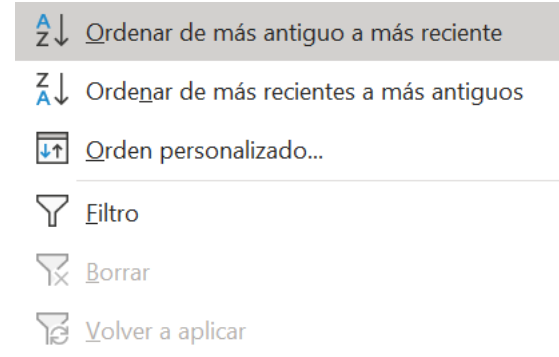 A
Z
Ordenar de más antiguo a más reciente
Z
A
Ordenar de más recientes a más antiguos
Orden personalizado...
Filtro
Borrar
Volver a aplicar